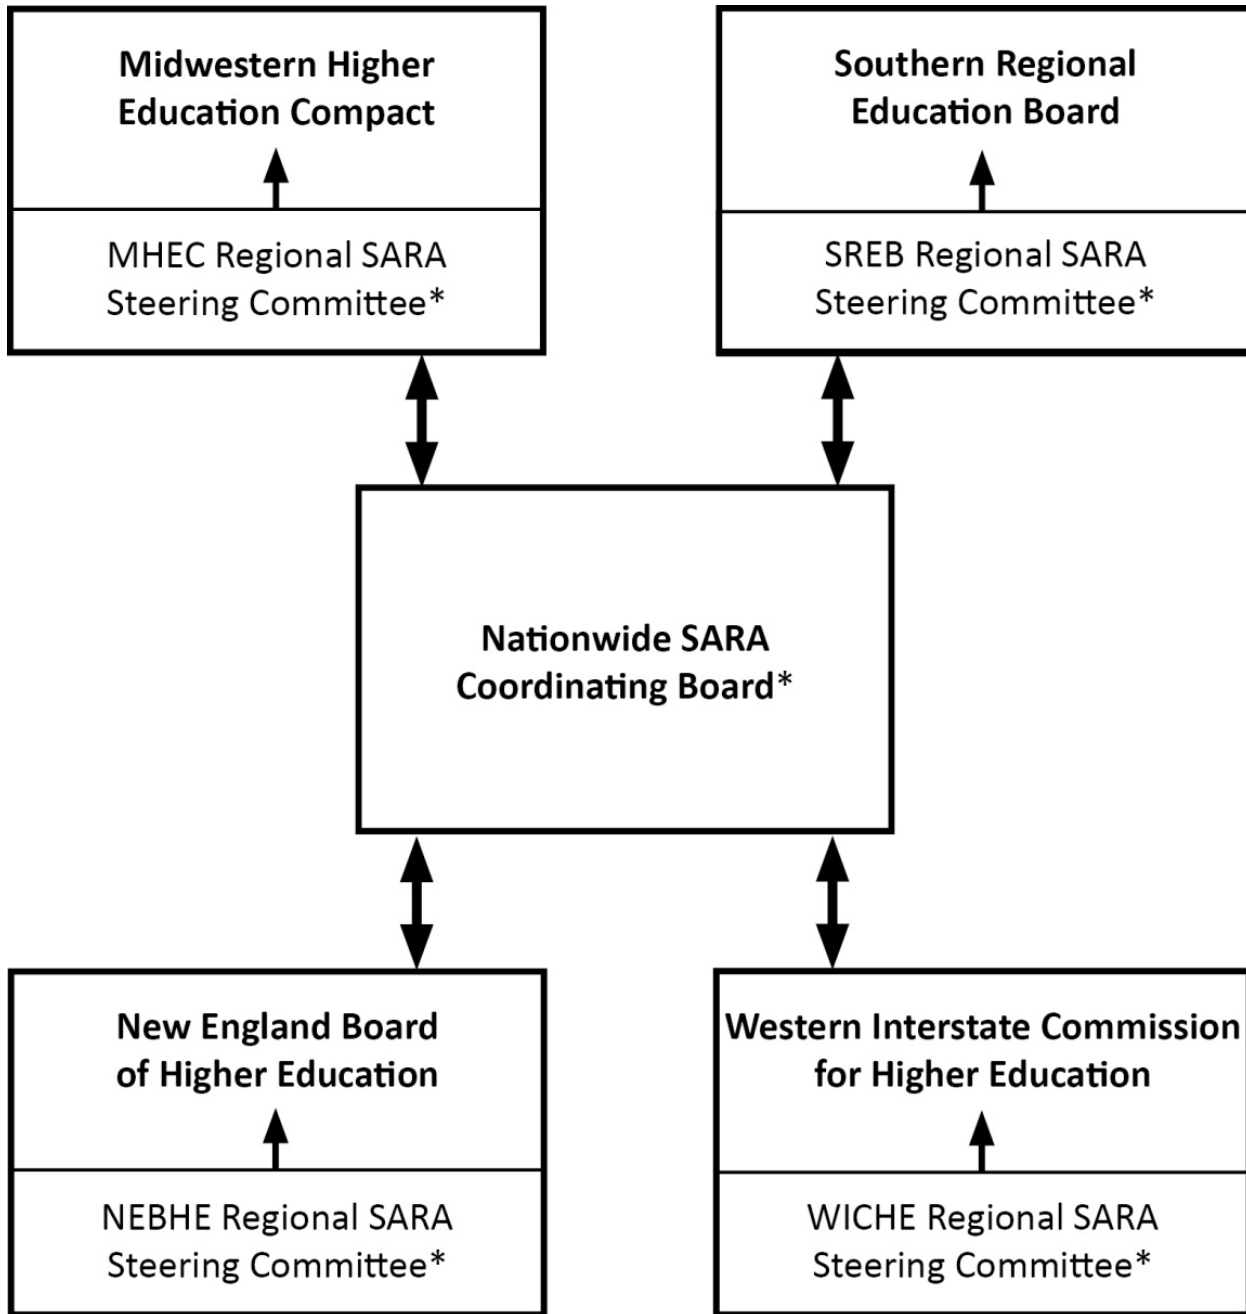 Midwestern Higher
Education Compact
MHEC Regional SARA
Steering Committee*
Southern Regional
Education Board
SREB Regional SARA
Steering Committee*
Nationwide SARA
Coordinating Board*
New England Board
of Higher Education
NEBHE Regional SARA
Steering Committee*
Western Interstate Commission
for Higher Education
WICHE Regional SARA
Steering Committee*